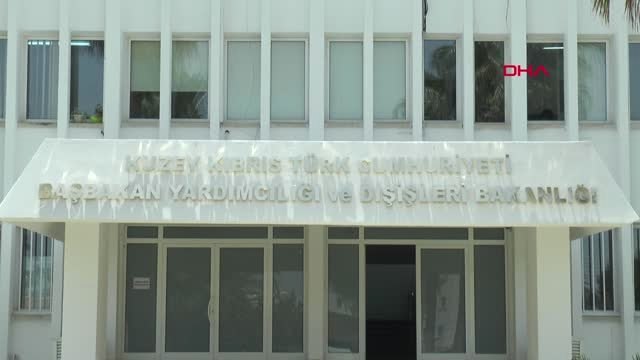 DHA
KUZEY KIBRIS TÜRK CUMHURİYETİ
BAŞBAKAN YARDIMCILIĞI ve DIŞİŞLERİ BAKANLIĞI